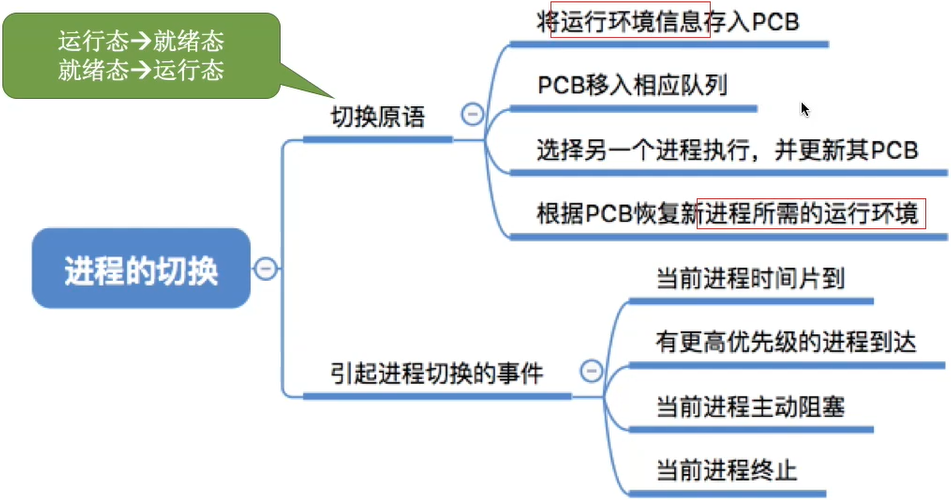 运行态→就绪态
就绪态→运行态
切换原语
将运行环境信息存入PCB
PCB移入相应队列
选择另一个进程执行，并更新其PCB
根据PCB恢复新进程所需的运行环境
进程的切换
引起进程切换的事件
当前进程时间片到
有更高优先级的进程到达
当前进程主动阻塞
当前进程终止